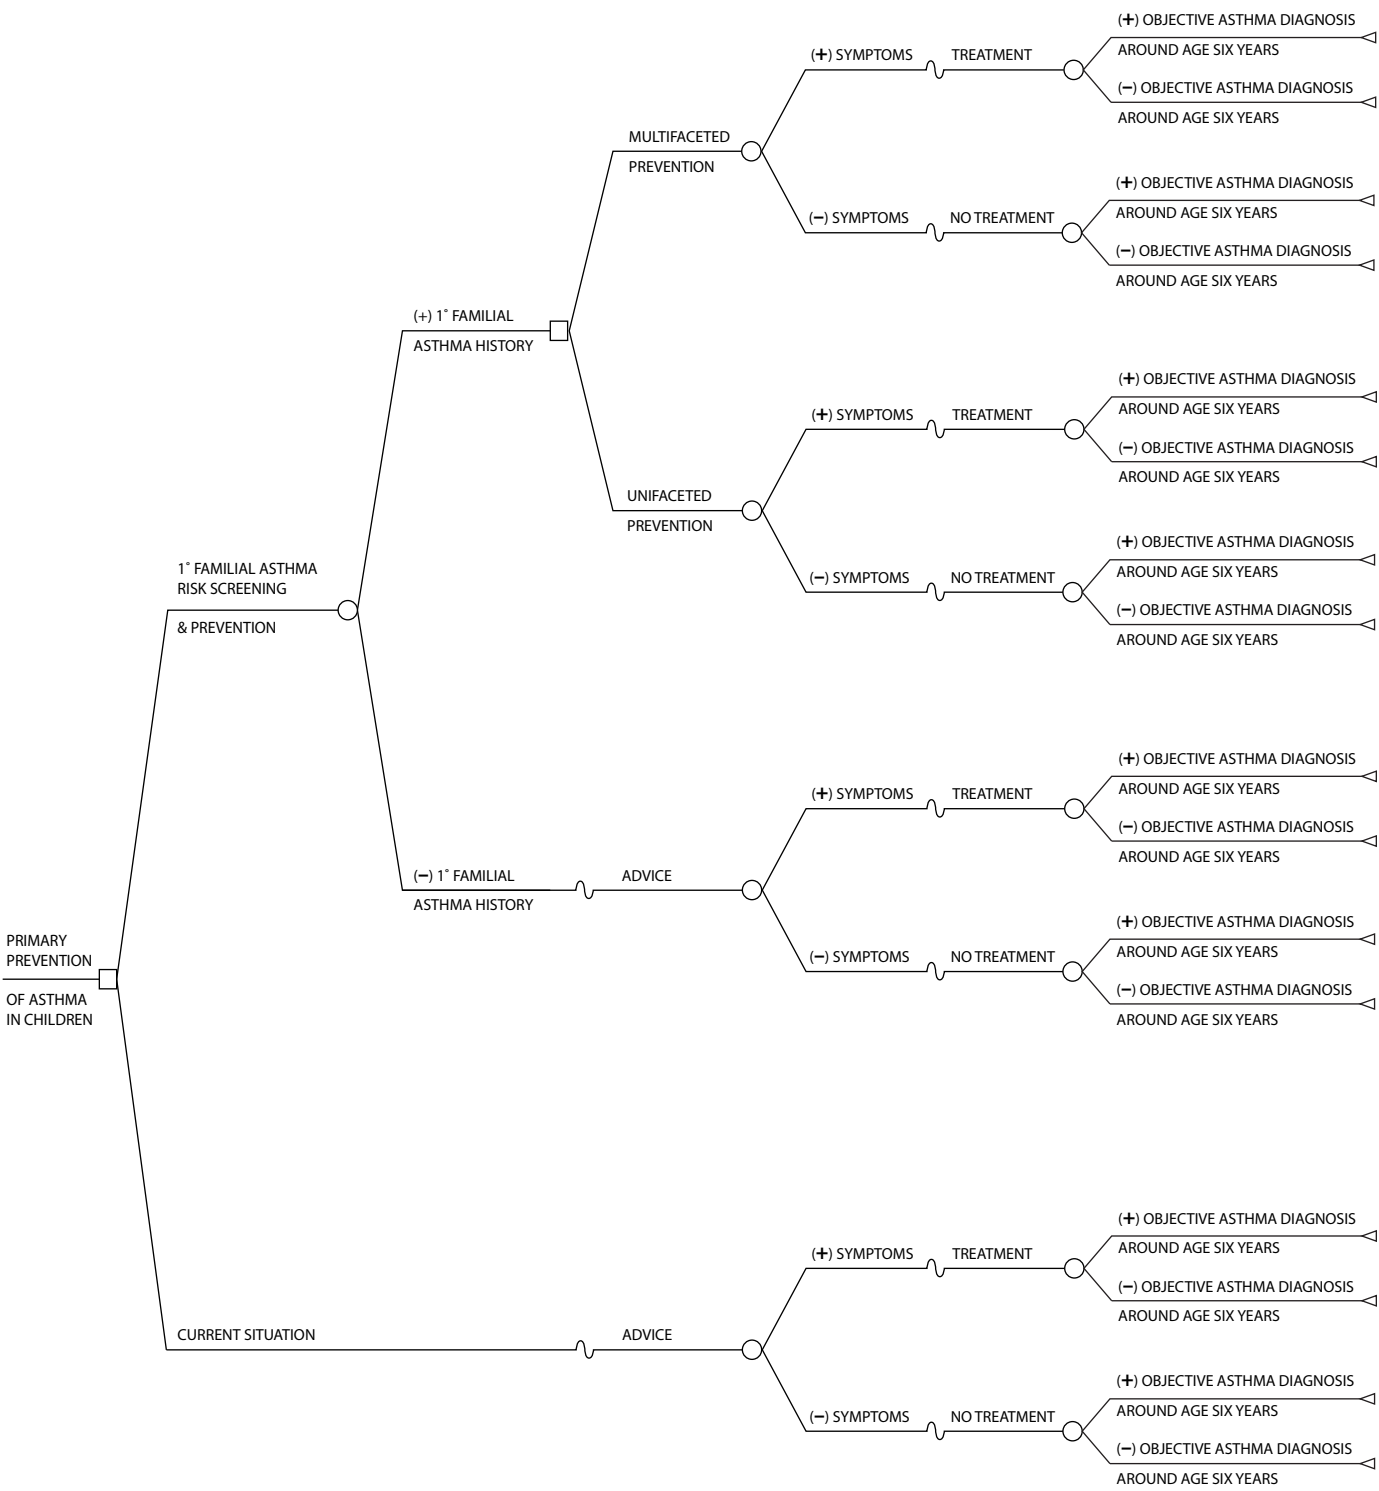 PRIMARY
PREVENTION
OF ASTHMA
IN CHILDREN
1˚ FAMILIAL ASTHMA
RISK SCREENING
& PREVENTION
(+) 1˚ FAMILIAL
ASTHMA HISTORY
MULTIFACETED
PREVENTION
(+) SYMPTOMS TREATMENT
(+) OBJECTIVE ASTHMA DIAGNOSIS
AROUND AGE SIX YEARS
(−) OBJECTIVE ASTHMA DIAGNOSIS
AROUND AGE SIX YEARS
(−) SYMPTOMS NO TREATMENT
(+) OBJECTIVE ASTHMA DIAGNOSIS
AROUND AGE SIX YEARS
(−) OBJECTIVE ASTHMA DIAGNOSIS
AROUND AGE SIX YEARS
UNIFACETED
PREVENTION
(+) SYMPTOMS TREATMENT
(+) OBJECTIVE ASTHMA DIAGNOSIS
AROUND AGE SIX YEARS
(−) OBJECTIVE ASTHMA DIAGNOSIS
AROUND AGE SIX YEARS
(−) SYMPTOMS NO TREATMENT
(+) OBJECTIVE ASTHMA DIAGNOSIS
AROUND AGE SIX YEARS
(−) OBJECTIVE ASTHMA DIAGNOSIS
AROUND AGE SIX YEARS
(−) 1˚ FAMILIAL
ASTHMA HISTORY
ADVICE
(+) SYMPTOMS TREATMENT
(+) OBJECTIVE ASTHMA DIAGNOSIS
AROUND AGE SIX YEARS
(−) OBJECTIVE ASTHMA DIAGNOSIS
AROUND AGE SIX YEARS
(−) SYMPTOMS NO TREATMENT
(+) OBJECTIVE ASTHMA DIAGNOSIS
AROUND AGE SIX YEARS
(−) OBJECTIVE ASTHMA DIAGNOSIS
AROUND AGE SIX YEARS
CURRENT SITUATION
ADVICE
(+) SYMPTOMS TREATMENT
(+) OBJECTIVE ASTHMA DIAGNOSIS
AROUND AGE SIX YEARS
(−) OBJECTIVE ASTHMA DIAGNOSIS
AROUND AGE SIX YEARS
(−) SYMPTOMS NO TREATMENT
(+) OBJECTIVE ASTHMA DIAGNOSIS
AROUND AGE SIX YEARS
(−) OBJECTIVE ASTHMA DIAGNOSIS
AROUND AGE SIX YEARS